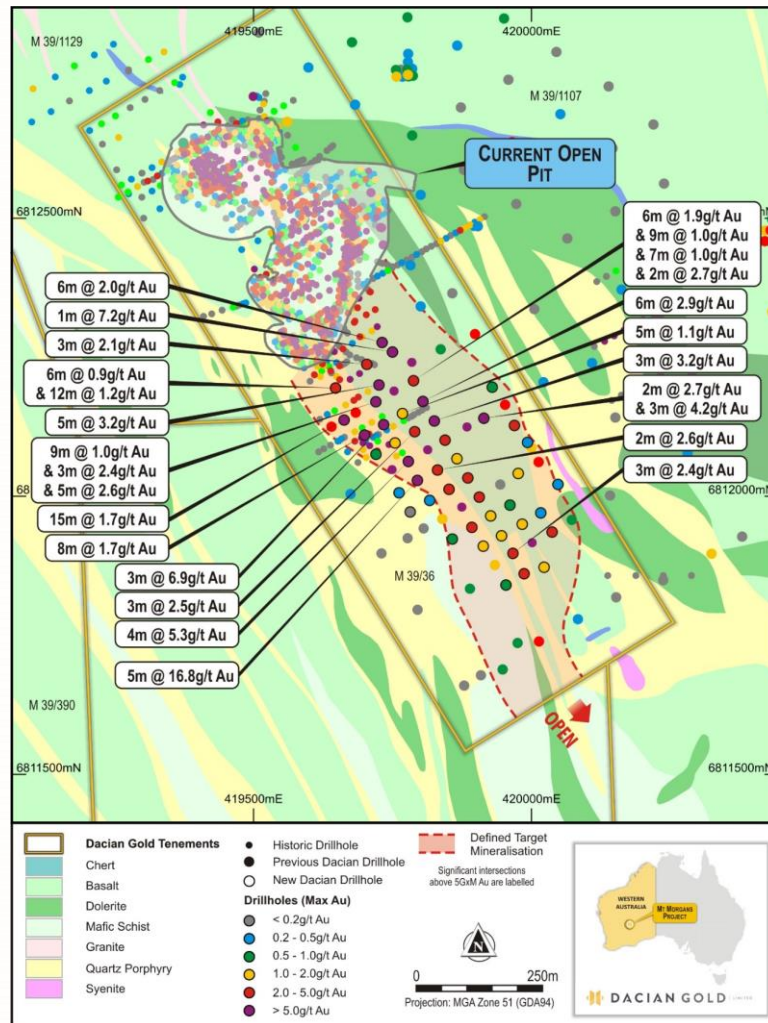 419500mE
420000mE
M 39/1129
M 39/1107
CURRENT OPEN
PIT
6812500mN
6m @ 1.9g/t Au
& 9m @ 1.0g/t Au
& 7m @ 1.0g/t Au
& 2m @ 2.7g/t Au
6m @ 2.0g/t Au
1m @ 7.2g/t Au
3m @ 2.1g/t Au
6m @ 0.9g/t Au
& 12m @ 1.2g/t Au
5m @ 3.2g/t Au
9m @ 1.0g/t Au
& 3m @ 2.4g/t Au
& 5m @ 2.6g/t Au
15m @ 1.7g/t Au
8m @ 1.7g/t Au
3m @ 6.9g/t Au
3m @ 2.5g/t Au
4m @ 5.3g/t Au
5m @ 16.8g/t Au
6m @ 2.9g/t Au
5m @ 1.1g/t Au
3m @ 3.2g/t Au
2m @ 2.7g/t Au
& 3m @ 4.2g/t Au
2m @ 2.6g/t Au
3m @ 2.4g/t Au
6812000mN
M 39/36
M 39/390
OPEN
6811500mN
6811500mN
419500mE
420000mE
Dacian Gold Tenements
Chert
Basalt
Dolerite
Mafic Schist
Granite
Quartz Porphyry
Syenite
Historic Drillhole
Previous Dacian Drillhole
New Dacian Drillhole
Drillholes (Max Au)
< 0.2g/t Au
0.2 - 0.5g/t Au
0.5 - 1.0g/t Au
1.0 - 2.0g/t Au
2.0 - 5.0g/t Au
> 5.0g/t Au
Defined Target
Mineralisation
Significant intersections
above 5GxM Au are labelled
N
0 250m
Projection: MGA Zone 51 (GDA94)
WESTERN
AUSTRALIA
MT MORGANS
PROJECT
DACIAN GOLD LIMITED